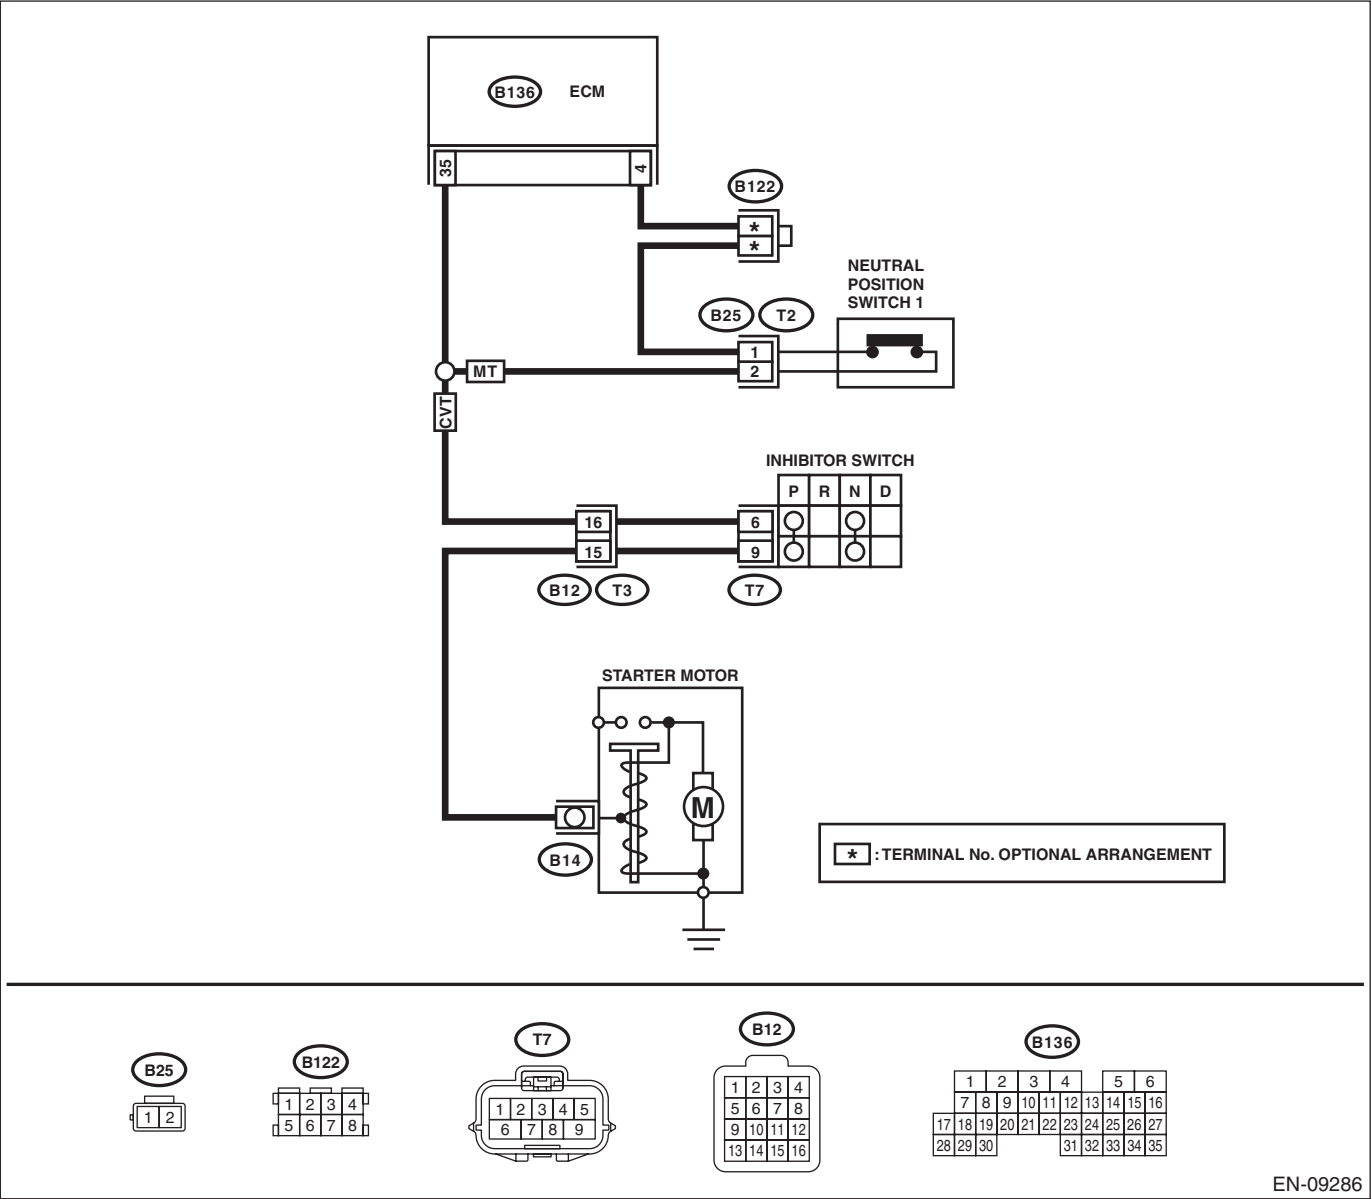 B136 ECM
35 4
B122
*
*
NEUTRAL
POSITION
SWITCH 1
B25 T2
1
2
MT
CVT
INHIBITOR SWITCH
P R N D
16 6
15 9
B12 T3 T7
STARTER MOTOR
M
B14
* : TERMINAL No. OPTIONAL ARRANGEMENT
B25
1 2
B122
1 2 3 4
5 6 7 8
T7
1 2 3 4 5
6 7 8 9
B12
1 2 3 4
5 6 7 8
9 10 11 12
13 14 15 16
B136
1 2 3 4 5 6
7 8 9 10 11 12 13 14 15 16
17 18 19 20 21 22 23 24 25 26 27
28 29 30 31 32 33 34 35
EN-09286